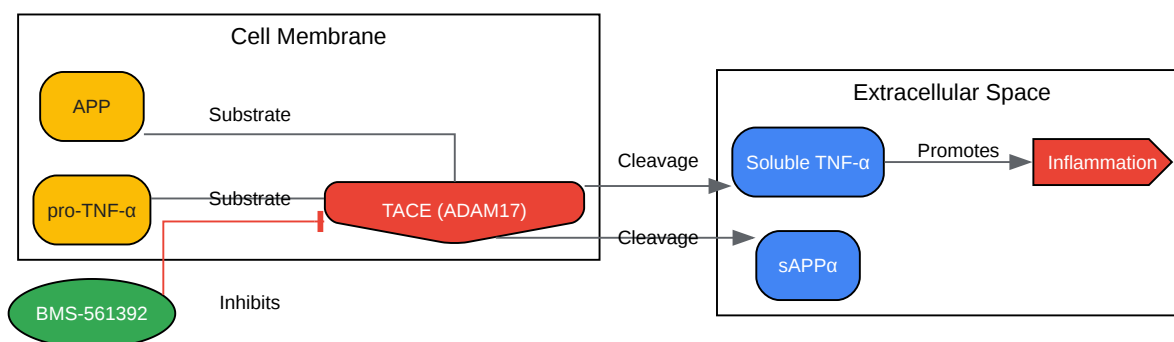 Cell Membrane
APP
Substrate
pro-TNF-α
Substrate
TACE (ADAM17)
BMS-561392
Inhibits
Cleavage
Cleavage
Extracellular Space
Soluble TNF-α
Promotes
Inflammation
sAPPα